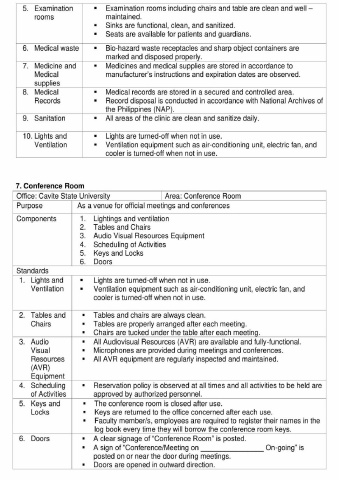 5. Examination rooms
▪ Examination rooms including chairs and table are clean and well – maintained.
▪ Sinks are functional, clean, and sanitized.
▪ Seats are available for patients and guardians.
6. Medical waste
▪ Bio-hazard waste receptacles and sharp object containers are marked and disposed properly.
7. Medicine and Medical supplies
▪ Medicines and medical supplies are stored in accordance to manufacturer's instructions and expiration dates are observed.
8. Medical Records
▪ Medical records are stored in a secured and controlled area.
▪ Record disposal is conducted in accordance with National Archives of the Philippines (NAP).
9. Sanitation
▪ All areas of the clinic are clean and sanitize daily.
10. Lights and Ventilation
▪ Lights are turned-off when not in use.
▪ Ventilation equipment such as air-conditioning unit, electric fan, and cooler is turned-off when not in use.
7. Conference Room
Office: Cavite State University
Area: Conference Room
Purpose
As a venue for official meetings and conferences
Components
1. Lightings and ventilation
2. Tables and Chairs
3. Audio Visual Resources Equipment
4. Scheduling of Activities
5. Keys and Locks
6. Doors
Standards
1. Lights and Ventilation
▪ Lights are turned-off when not in use.
▪ Ventilation equipment such as air-conditioning unit, electric fan, and cooler is turned-off when not in use.
2. Tables and Chairs
▪ Tables and chairs are always clean.
▪ Tables are properly arranged after each meeting.
▪ Chairs are tucked under the table after each meeting.
3. Audio Visual Resources (AVR) Equipment
▪ All Audiovisual Resources (AVR) are available and fully-functional.
▪ Microphones are provided during meetings and conferences.
▪ All AVR equipment are regularly inspected and maintained.
4. Scheduling of Activities
▪ Reservation policy is observed at all times and all activities to be held are approved by authorized personnel.
5. Keys and Locks
▪ The conference room is closed after use.
▪ Keys are returned to the office concerned after each use.
▪ Faculty member/s, employees are required to register their names in the log book every time they will borrow the conference room keys.
6. Doors
▪ A clear signage of "Conference Room" is posted.
▪ A sign of "Conference/Meeting on ______________ On-going" is posted on or near the door during meetings.
▪ Doors are opened in outward direction.